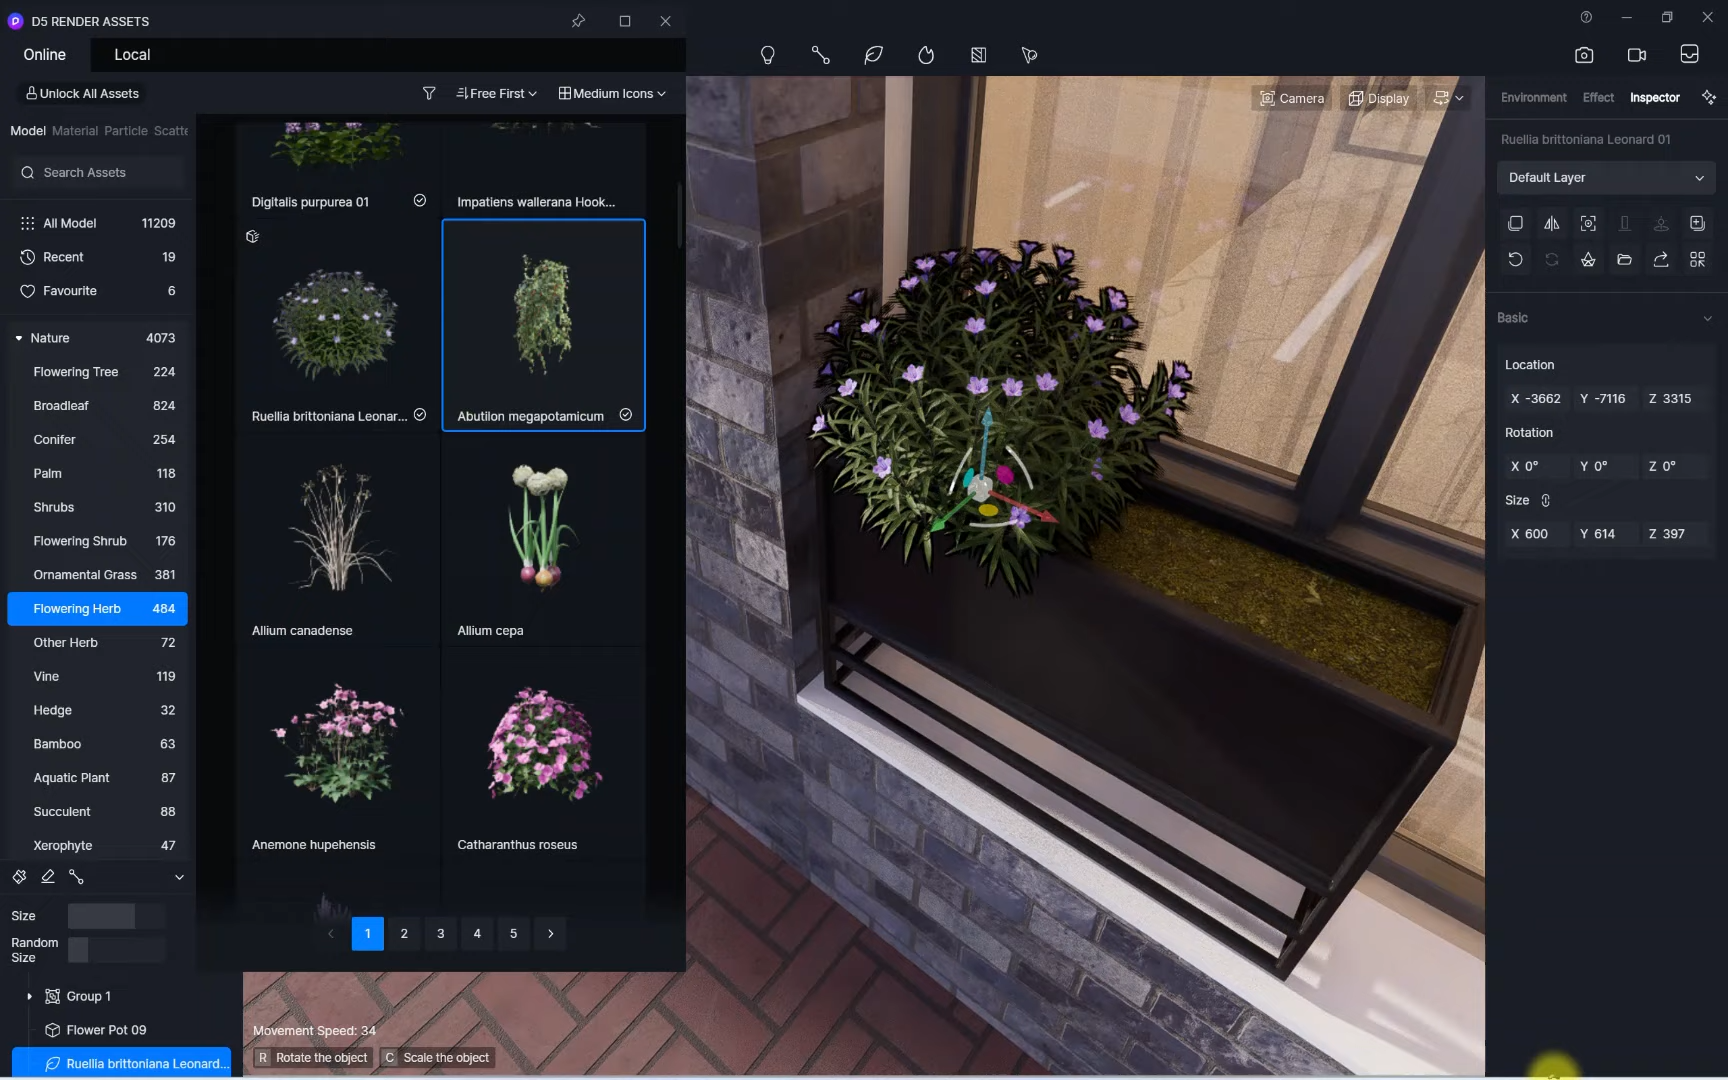 D5 RENDER ASSETS
Online
Local
Unlock All Assets
Free First
Medium Icons
Model
Material
Particle
Scatte
Search Assets
All Model 11209
Recent 19
Favourite 6
Nature 4073
Flowering Tree 224
Broadleaf 824
Conifer 254
Palm 118
Shrubs 310
Flowering Shrub 176
Ornamental Grass 381
Flowering Herb 484
Other Herb 72
Vine 119
Hedge 32
Bamboo 63
Aquatic Plant 87
Succulent 88
Xerophyte 47
Size
Random
Size
Group 1
Flower Pot 09
Ruellia brittoniana Leonard...
Digitalis purpurea 01
Impatiens wallerana Hook...
Ruellia brittoniana Leonar...
Abutilon megapotamicum
Allium canadense
Allium cepa
Anemone hupehensis
Catharanthus roseus
1 2 3 4 5
Movement Speed: 34
R Rotate the object
C Scale the object
Camera
Display
Environment
Effect
Inspector
Ruellia brittoniana Leonard 01
Default Layer
Basic
Location
X -3662 Y -7116 Z 3315
Rotation
X 0° Y 0° Z 0°
Size
X 600 Y 614 Z 397